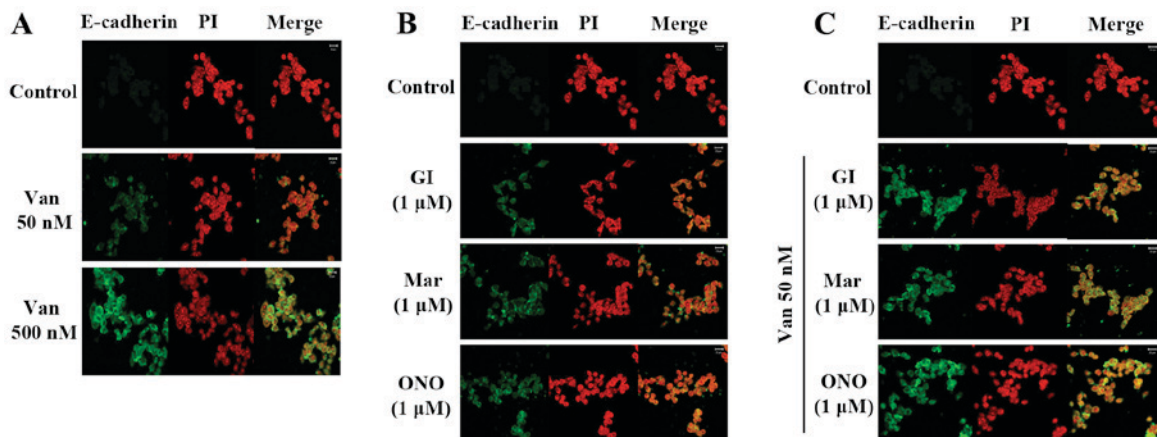 A
E-cadherin PI Merge
Control
Van
50 nM
Van
500 nM
B
E-cadherin PI Merge
Control
GI
(1 μM)
Mar
(1 μM)
ONO
(1 μM)
C
E-cadherin PI Merge
Control
Van 50 nM
GI
(1 μM)
Mar
(1 μM)
ONO
(1 μM)